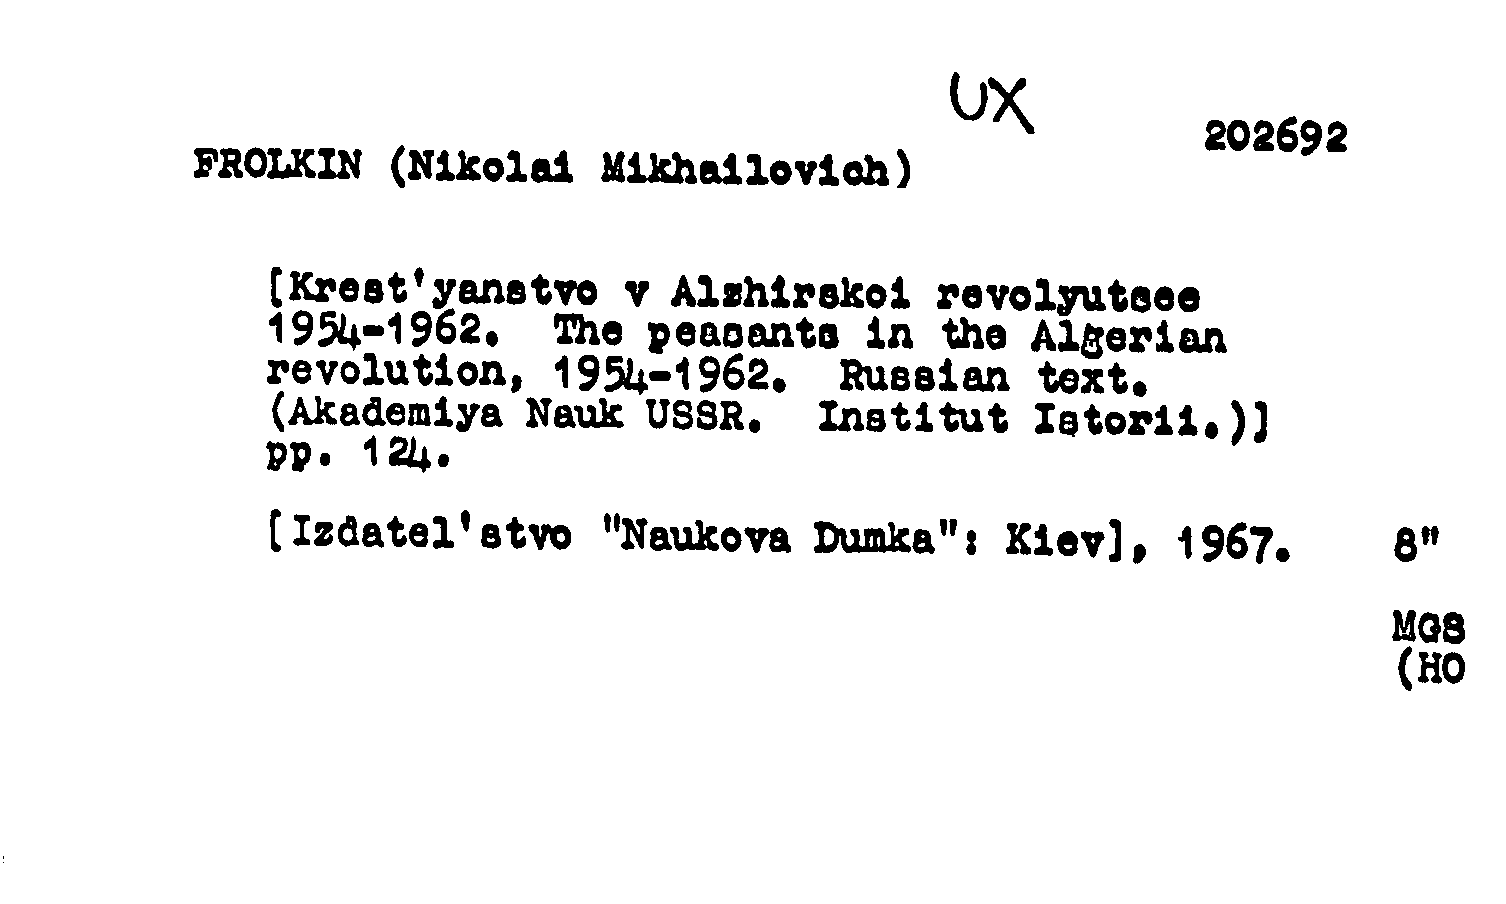 UX
202692
FROLKIN (Nikolai Mikhailovich)
[Krest'yanstvo v Alzhirskoi revolyutsee
1954-1962. The peasants in the Algerian
revolution, 1954-1962. Russian text.
(Akademiya Nauk USSR. Institut Istorii.)]
pp. 124.
[Izdatel'stvo "Naukova Dumka": Kiev], 1967. 8"
MGS
(HO